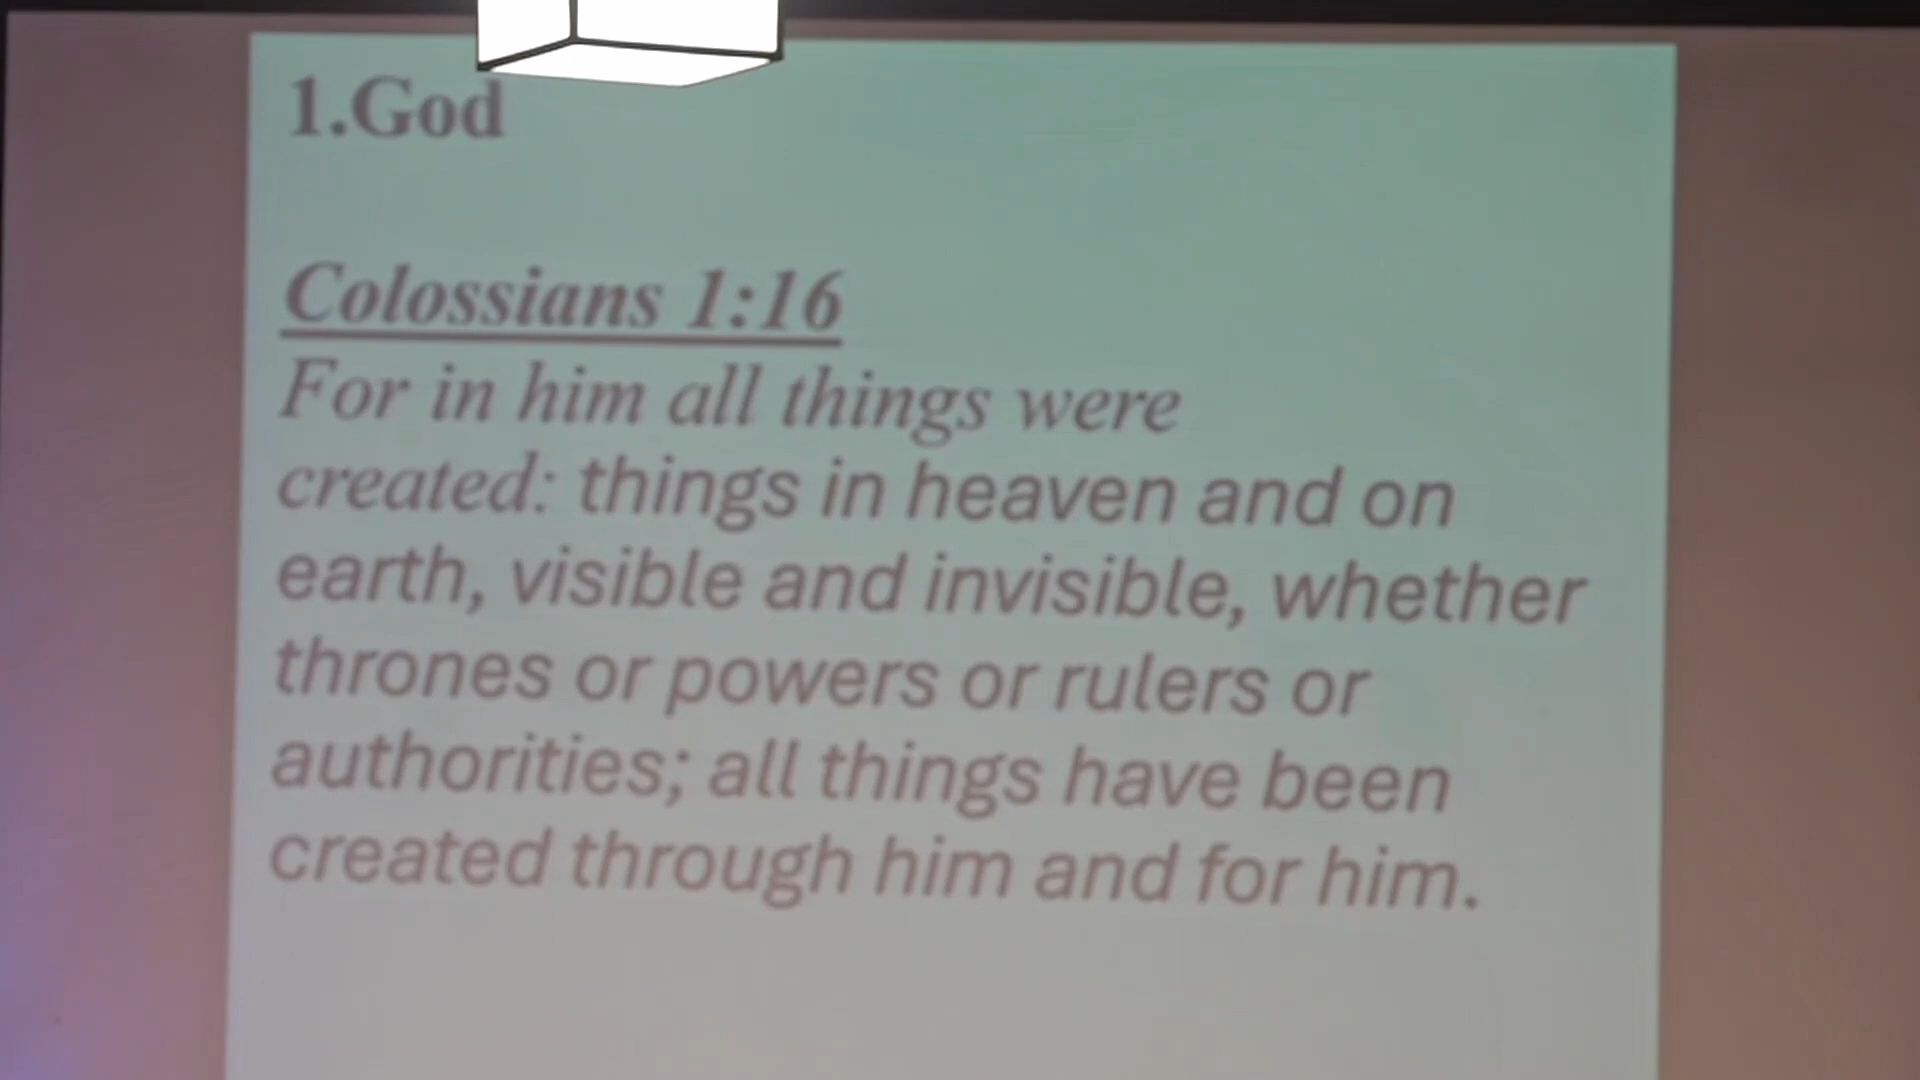 1.God
Colossians 1:16
For in him all things were
created: things in heaven and on
earth, visible and invisible, whether
thrones or powers or rulers or
authorities; all things have been
created through him and for him.